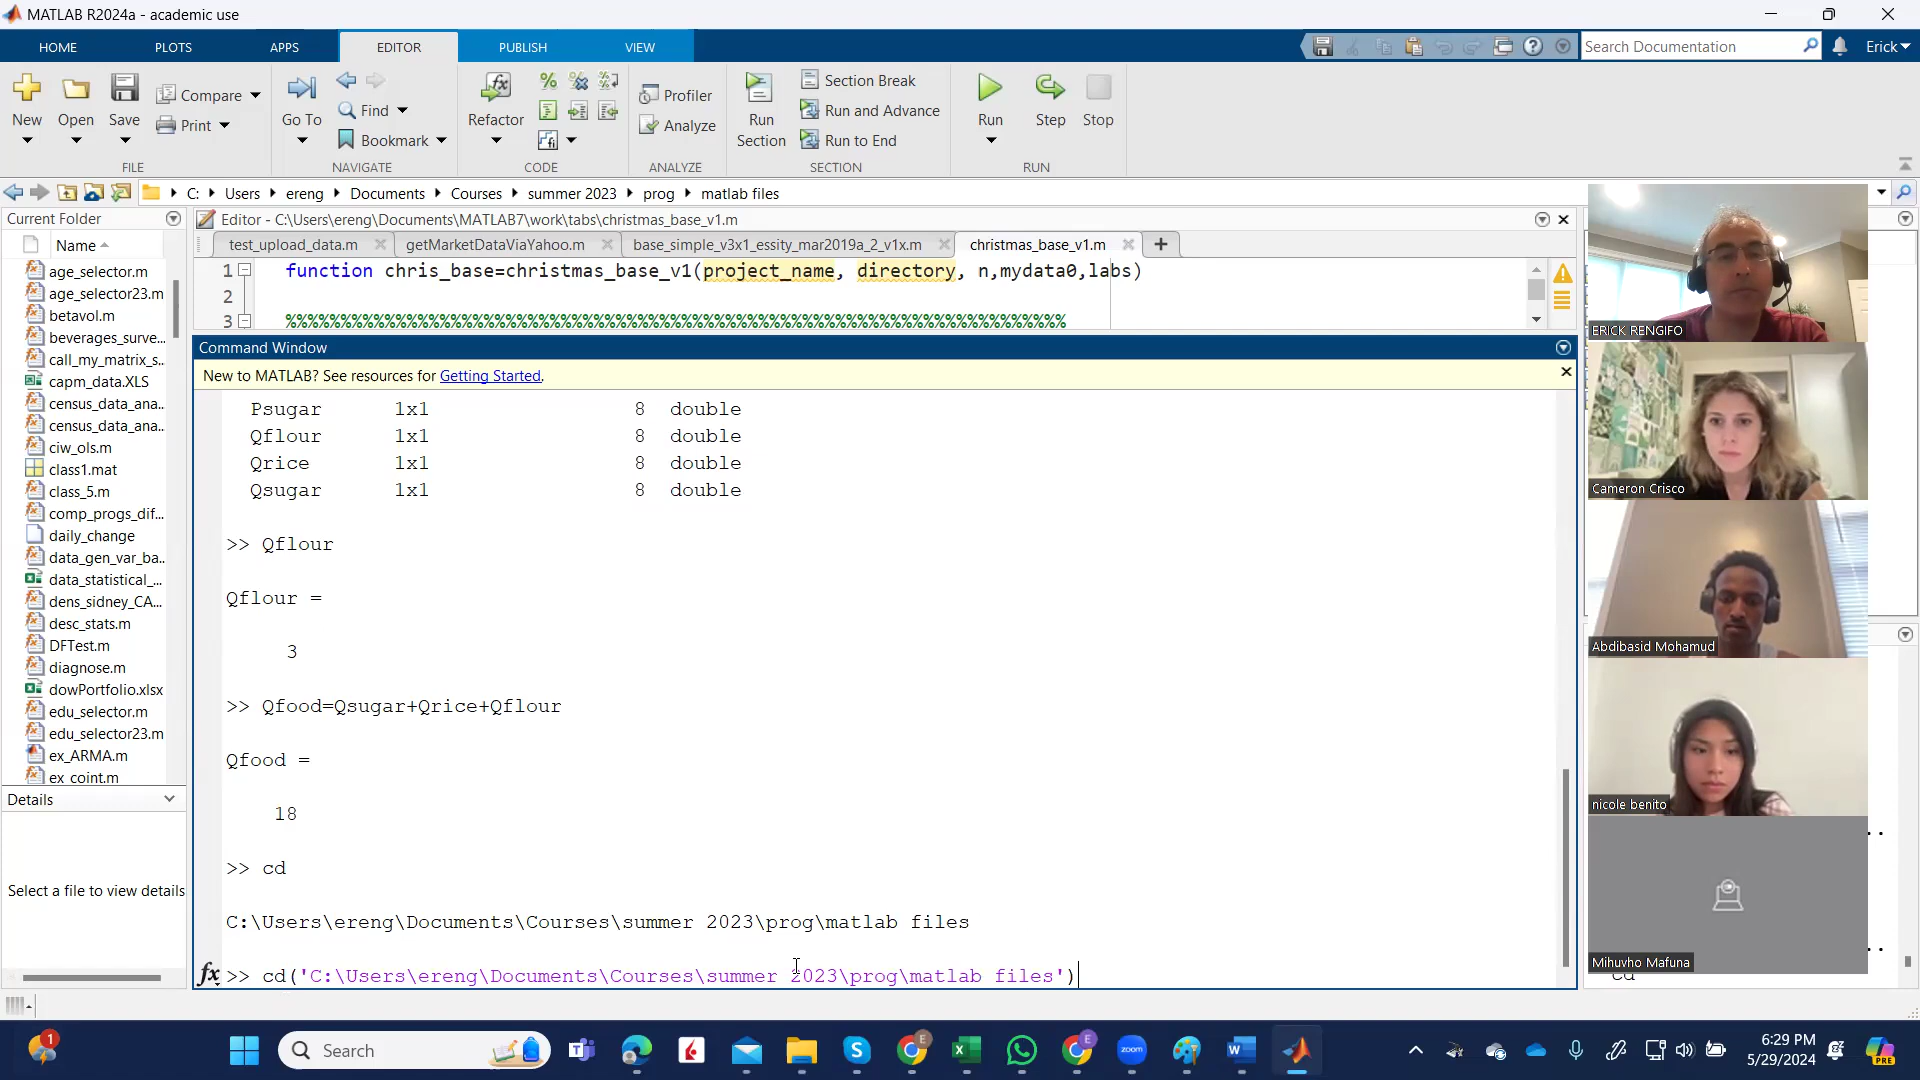 MATLAB R2024a - academic use
HOME PLOTS APPS EDITOR PUBLISH VIEW
Search Documentation
Erick
New
Open
Save
Compare
Print
FILE
Go To
Find
Bookmark
NAVIGATE
Refactor
CODE
Profiler
Analyze
ANALYZE
Run Section
Section Break
Run and Advance
Run to End
SECTION
Run
Step
Stop
RUN
C: Users ereng Documents Courses summer 2023 prog matlab files
Current Folder
Name
age_selector.m
age_selector23.m
betavol.m
beverages_surve...
call_my_matrix_s...
capm_data.XLS
census_data_ana...
census_data_ana...
ciw_ols.m
class1.mat
class_5.m
comp_progs_dif...
daily_change
data_gen_var_ba...
data_statistical_...
dens_sidney_CA...
desc_stats.m
DFTest.m
diagnose.m
dowPortfolio.xlsx
edu_selector.m
edu_selector23.m
ex_ARMA.m
ex_coint.m
Details
Select a file to view details
Editor - C:\Users\ereng\Documents\MATLAB7\work\tabs\christmas_base_v1.m
test_upload_data.m getMarketDataViaYahoo.m base_simple_v3x1_essity_mar2019a_2_v1x.m christmas_base_v1.m
1 function chris_base=christmas_base_v1(project_name, directory, n,mydata0,labs)
2
3
Command Window
New to MATLAB? See resources for Getting Started.
Psugar 1x1 8 double
Qflour 1x1 8 double
Qrice 1x1 8 double
Qsugar 1x1 8 double
>> Qflour
Qflour =
3
>> Qfood=Qsugar+Qrice+Qflour
Qfood =
18
>> cd
C:\Users\ereng\Documents\Courses\summer 2023\prog\matlab files
fx >> cd('C:\Users\ereng\Documents\Courses\summer 2023\prog\matlab files')
ERICK RENGIFO
Cameron Crisco
Abdibasid Mohamud
nicole benito
Mihuvho Mafuna
cd
1
Search
zoom
6:29 PM
5/29/2024
PRE